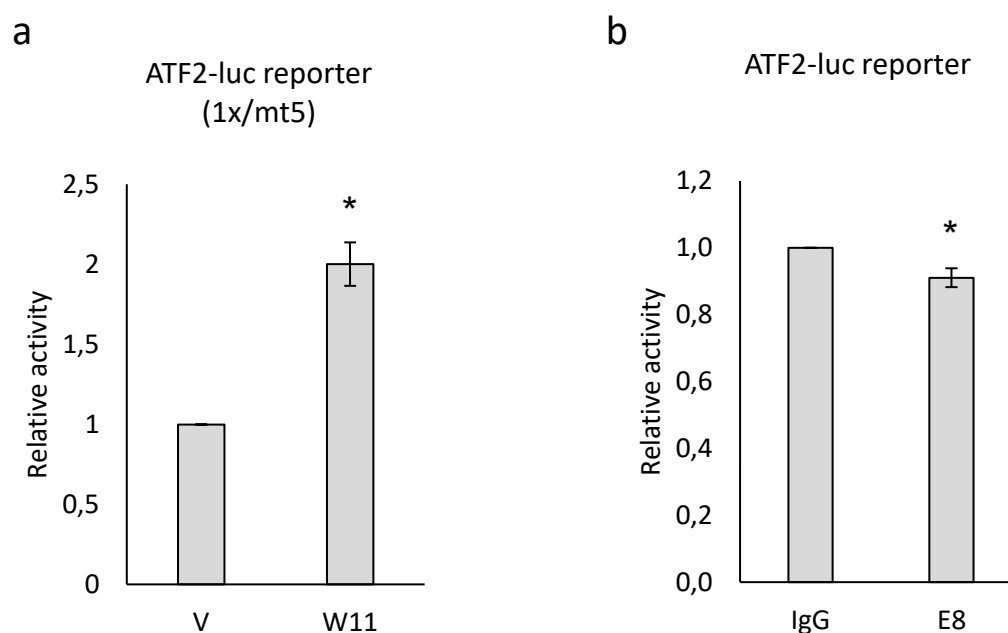 a
ATF2-luc reporter
(1x/mt5)
Relative activity
2,5
2
1,5
1
0,5
0
*
V
W11
b
ATF2-luc reporter
Relative activity
1,2
1,0
0,8
0,6
0,4
0,2
0,0
*
IgG
E8